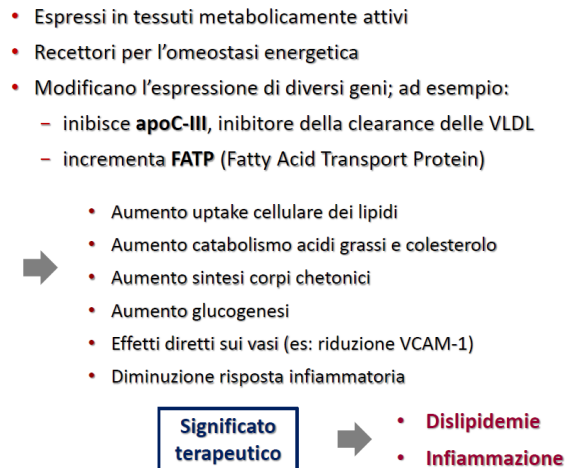 • Espressi in tessuti metabolicamente attivi
• Recettori per l'omeostasi energetica
• Modificano l'espressione di diversi geni; ad esempio:
– inibisce apoC-III, inibitore della clearance delle VLDL
– incrementa FATP (Fatty Acid Transport Protein)
• Aumento uptake cellulare dei lipidi
• Aumento catabolismo acidi grassi e colesterolo
• Aumento sintesi corpi chetonici
• Aumento glucogenesi
• Effetti diretti sui vasi (es: riduzione VCAM-1)
• Diminuzione risposta infiammatoria
Significato
terapeutico
• Dislipidemie
• Infiammazione